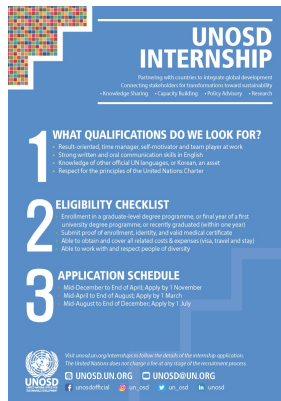 UNOSD
INTERNSHIP
Partnering with countries to integrate global development
Connecting stakeholders for transformations toward sustainability
• Knowledge Sharing • Capacity Building • Policy Advisory • Research
1
WHAT QUALIFICATIONS DO WE LOOK FOR?
• Result-oriented, time manager, self-motivator and team player at work
• Strong written and oral communication skills in English
• Knowledge of other official UN languages, or Korean, an asset
• Respect for the principles of the United Nations Charter
2
ELIGIBILITY CHECKLIST
• Enrollment in a graduate-level degree programme, or final year of a first
university degree programme, or recently graduated (within one year)
• Submit proof of enrollment, identity, and valid medical certificate
• Able to obtain and cover all related costs & expenses (visa, travel and stay)
• Able to work with and respect people of diversity
3
APPLICATION SCHEDULE
• Mid-December to End of April; Apply by 1 November
• Mid-April to End of August; Apply by 1 March
• Mid-August to End of December; Apply by 1 July
Visit unosd.un.org/internships to follow the details of the internship application.
The United Nations does not charge a fee at any stage of the recruitment process.
UNOSD.UN.ORG UNOSD@UN.ORG
unosdofficial un_osd un_osd unosd
UNOSD